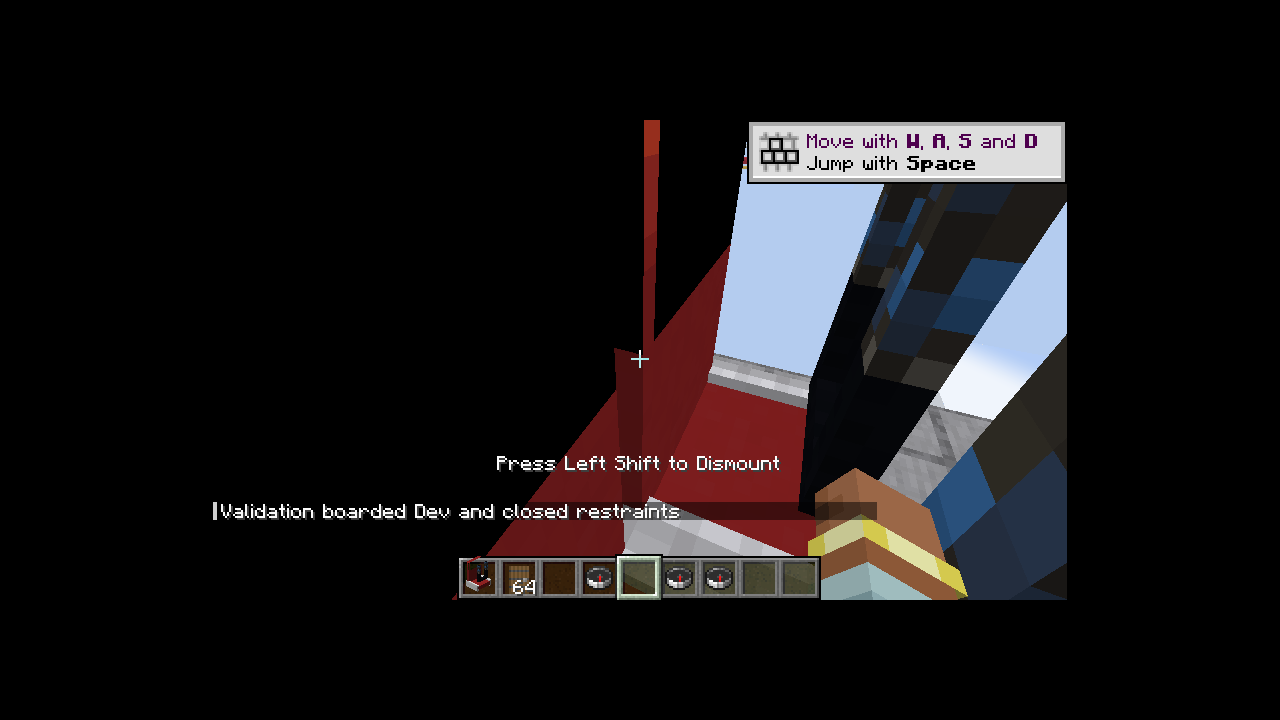 Move with W, A, S and D
Jump with Space
Press Left Shift to Dismount
Validation boarded Dev and closed restraints
64